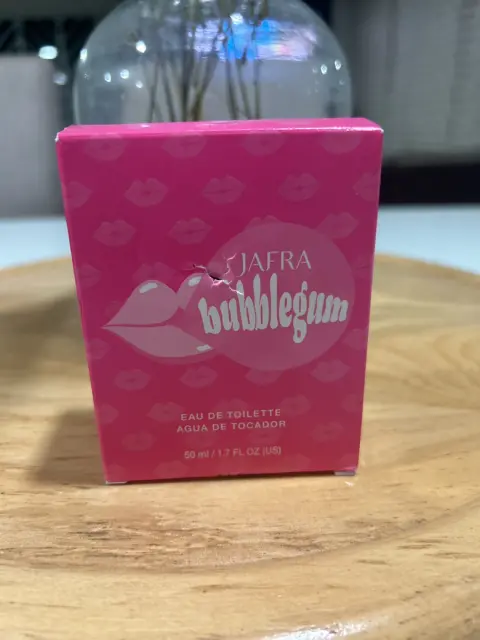 JAFRA
bubblegum
EAU DE TOILETTE
AGUA DE TOCADOR
50 ml / 1.7 FL OZ (US)